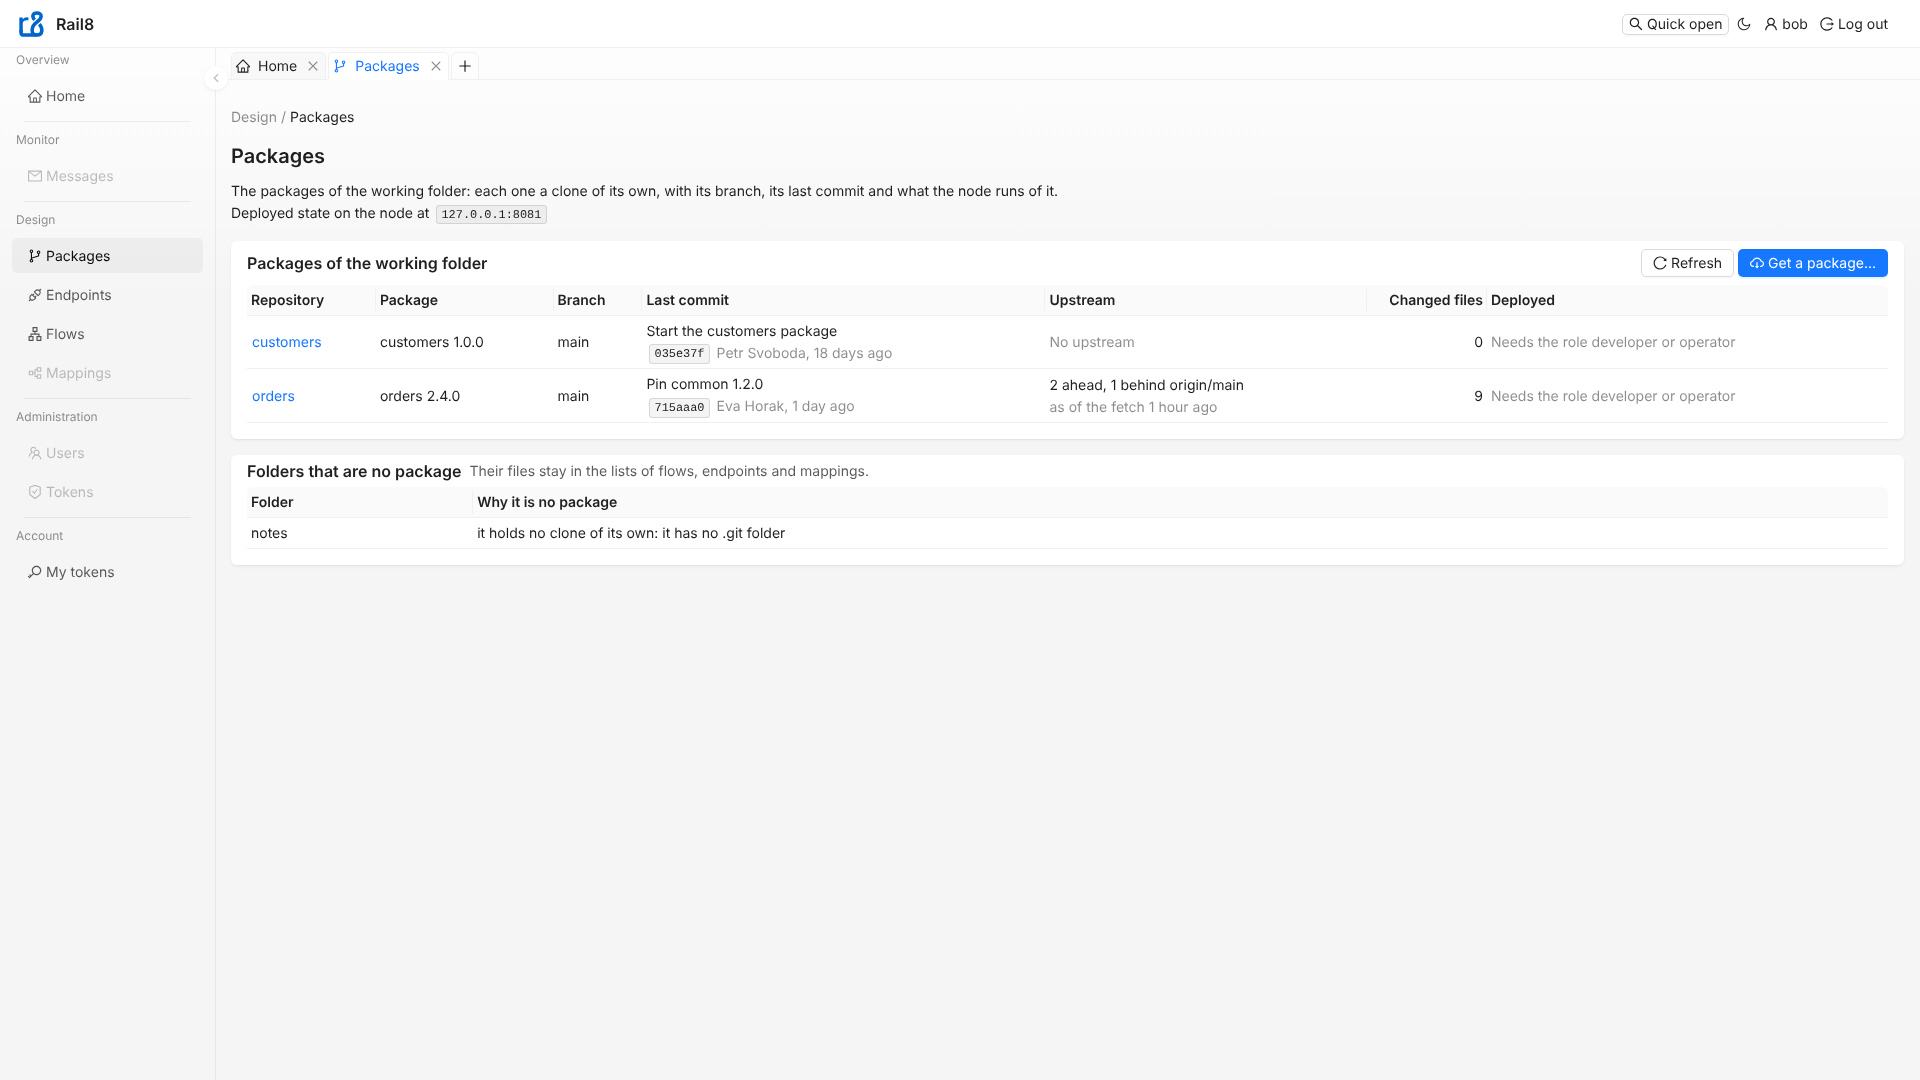 Rail8
Quick open
bob
Log out
Overview
Home
Monitor
Messages
Design
Packages
Endpoints
Flows
Mappings
Administration
Users
Tokens
Account
My tokens
Home
Packages
Design / Packages
Packages
The packages of the working folder: each one a clone of its own, with its branch, its last commit and what the node runs of it.
Deployed state on the node at 127.0.0.1:8081
Packages of the working folder
Refresh
Get a package...
Repository Package Branch Last commit Upstream Changed files Deployed
customers customers 1.0.0 main Start the customers package No upstream 0 Needs the role developer or operator
035e37f Petr Svoboda, 18 days ago
orders orders 2.4.0 main Pin common 1.2.0 2 ahead, 1 behind origin/main 9 Needs the role developer or operator
715aaa0 Eva Horak, 1 day ago as of the fetch 1 hour ago
Folders that are no package Their files stay in the lists of flows, endpoints and mappings.
Folder Why it is no package
notes it holds no clone of its own: it has no .git folder